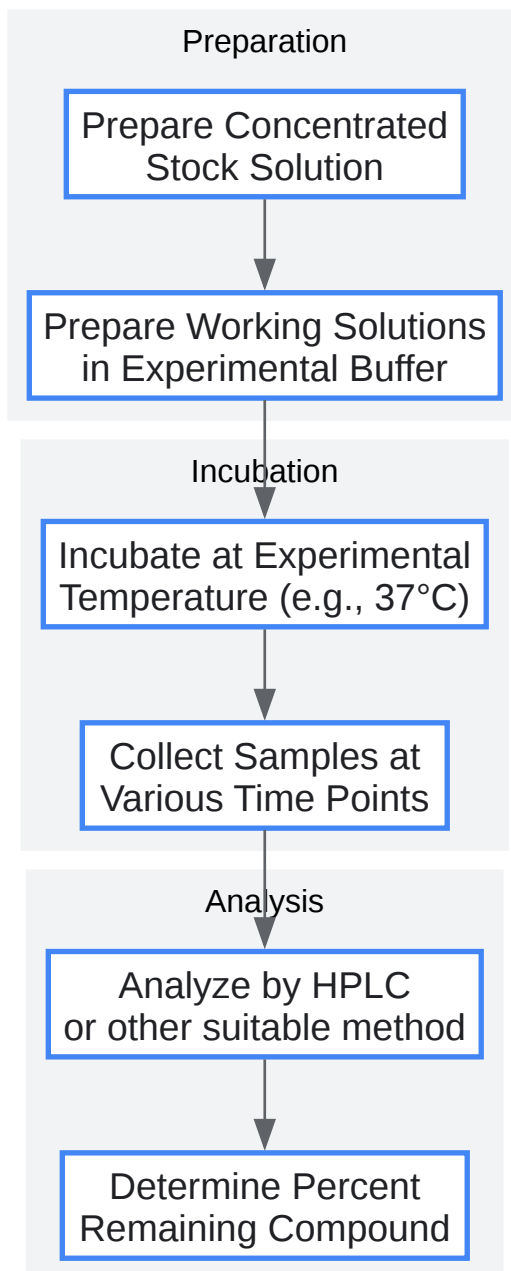 Preparation
Prepare Concentrated
Stock Solution
Prepare Working Solutions
in Experimental Buffer
Incubation
Incubate at Experimental
Temperature (e.g., 37°C)
Collect Samples at
Various Time Points
Analysis
Analyze by HPLC
or other suitable method
Determine Percent
Remaining Compound